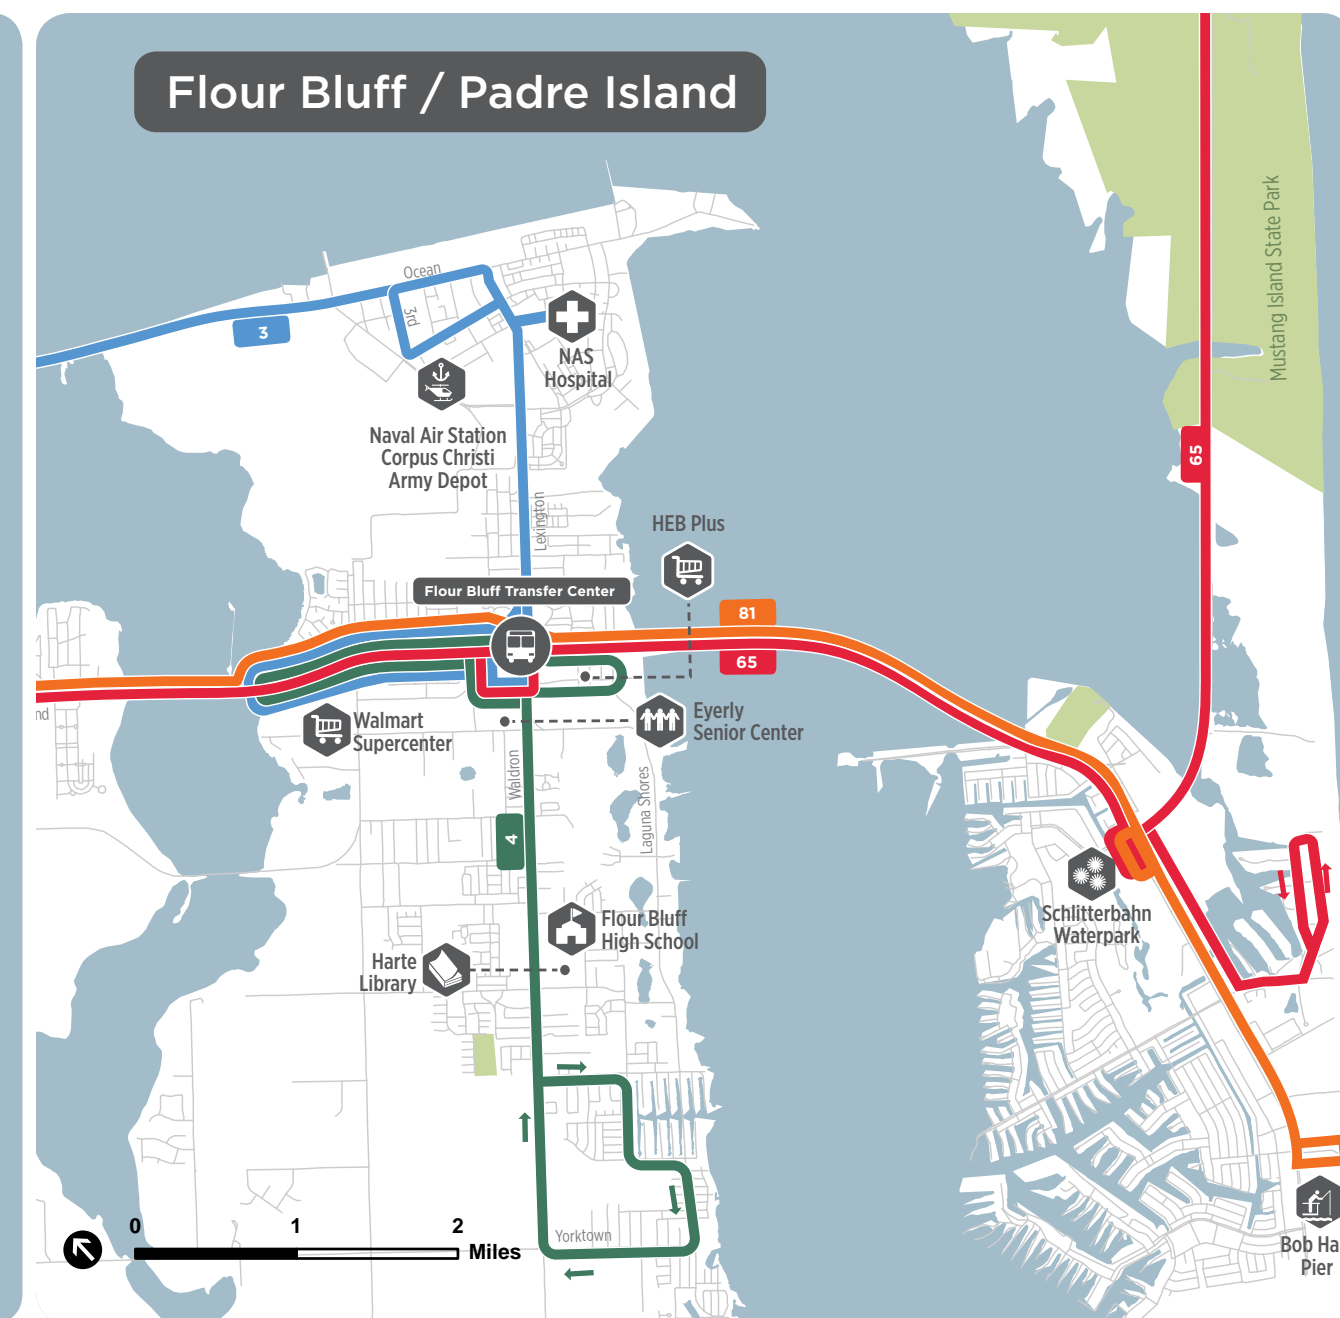 Flour Bluff / Padre Island
Ocean
3rd
3
NAS
Hospital
Naval Air Station
Corpus Christi
Army Depot
Mustang Island State Park
65
Lexington
HEB Plus
Flour Bluff Transfer Center
81
65
Walmart
Supercenter
Eyerly
Senior Center
nd
Waldron
Laguna Shores
4
Schlitterbahn
Waterpark
Flour Bluff
High School
Harte
Library
0 1 2
Miles
Yorktown
Bob Ha
Pier